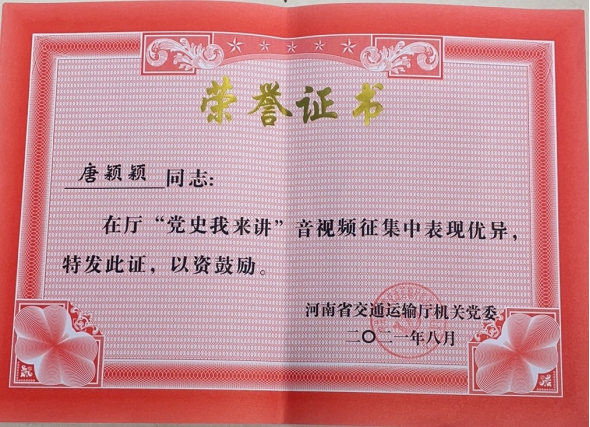 荣誉证书
唐颖颖同志:
在厅“党史我来讲”音视频征集中表现优异,
特发此证,以资鼓励。
河南省交通运输厅机关党委
二〇二一年八月